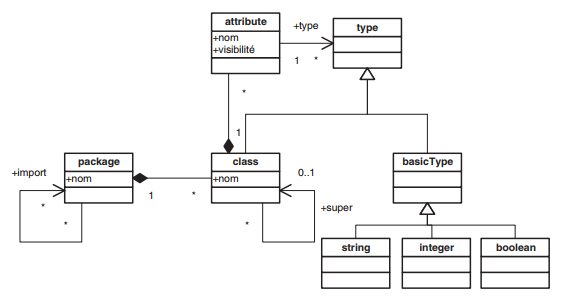 attribute
+nom
+visibilité
+type
1
*
type
*
1
+import
*
*
package
+nom
1
*
class
+nom
0..1
+super
*
basicType
string
integer
boolean